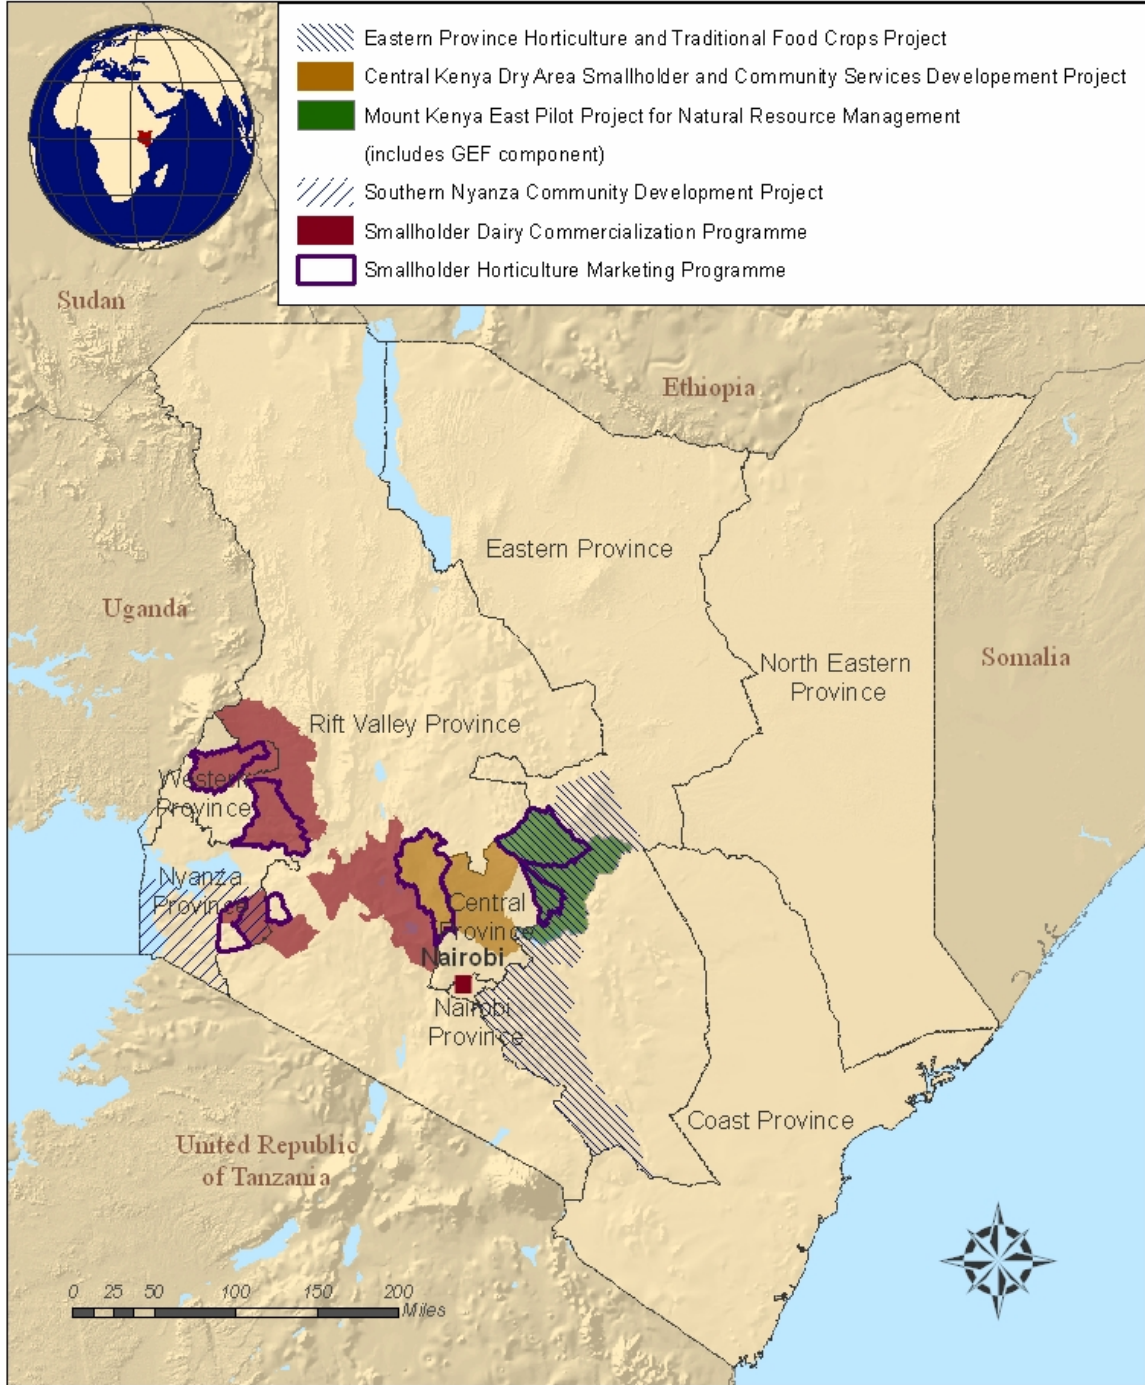 Eastern Province Horticulture and Traditional Food Crops Project
Central Kenya Dry Area Smallholder and Community Services Developement Project
Mount Kenya East Pilot Project for Natural Resource Management
(includes GEF component)
Southern Nyanza Community Development Project
Smallholder Dairy Commercialization Programme
Smallholder Horticulture Marketing Programme
Sudan
Ethiopia
Eastern Province
Uganda
Somalia
North Eastern
Province
Rift Valley Province
Western
Province
Nyanza
Province
Central
Province
Nairobi
Nairobi
Province
Coast Province
United Republic
of Tanzania
0 25 50 100 150 200
Miles